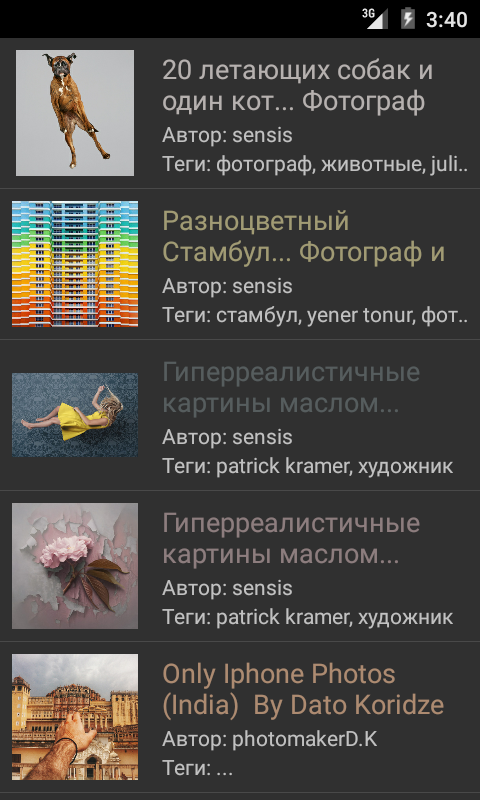 3G 3:40
20 летающих собак и
один кот... Фотограф
Автор: sensis
Теги: фотограф, животные, juli..
Разноцветный
Стамбул... Фотограф и
Автор: sensis
Теги: стамбул, yener tonur, фот..
Гиперреалистичные
картины маслом...
Автор: sensis
Теги: patrick kramer, художник
Гиперреалистичные
картины маслом...
Автор: sensis
Теги: patrick kramer, художник
Only Iphone Photos
(India)  By Dato Koridze
Автор: photomakerD.K
Теги: ...